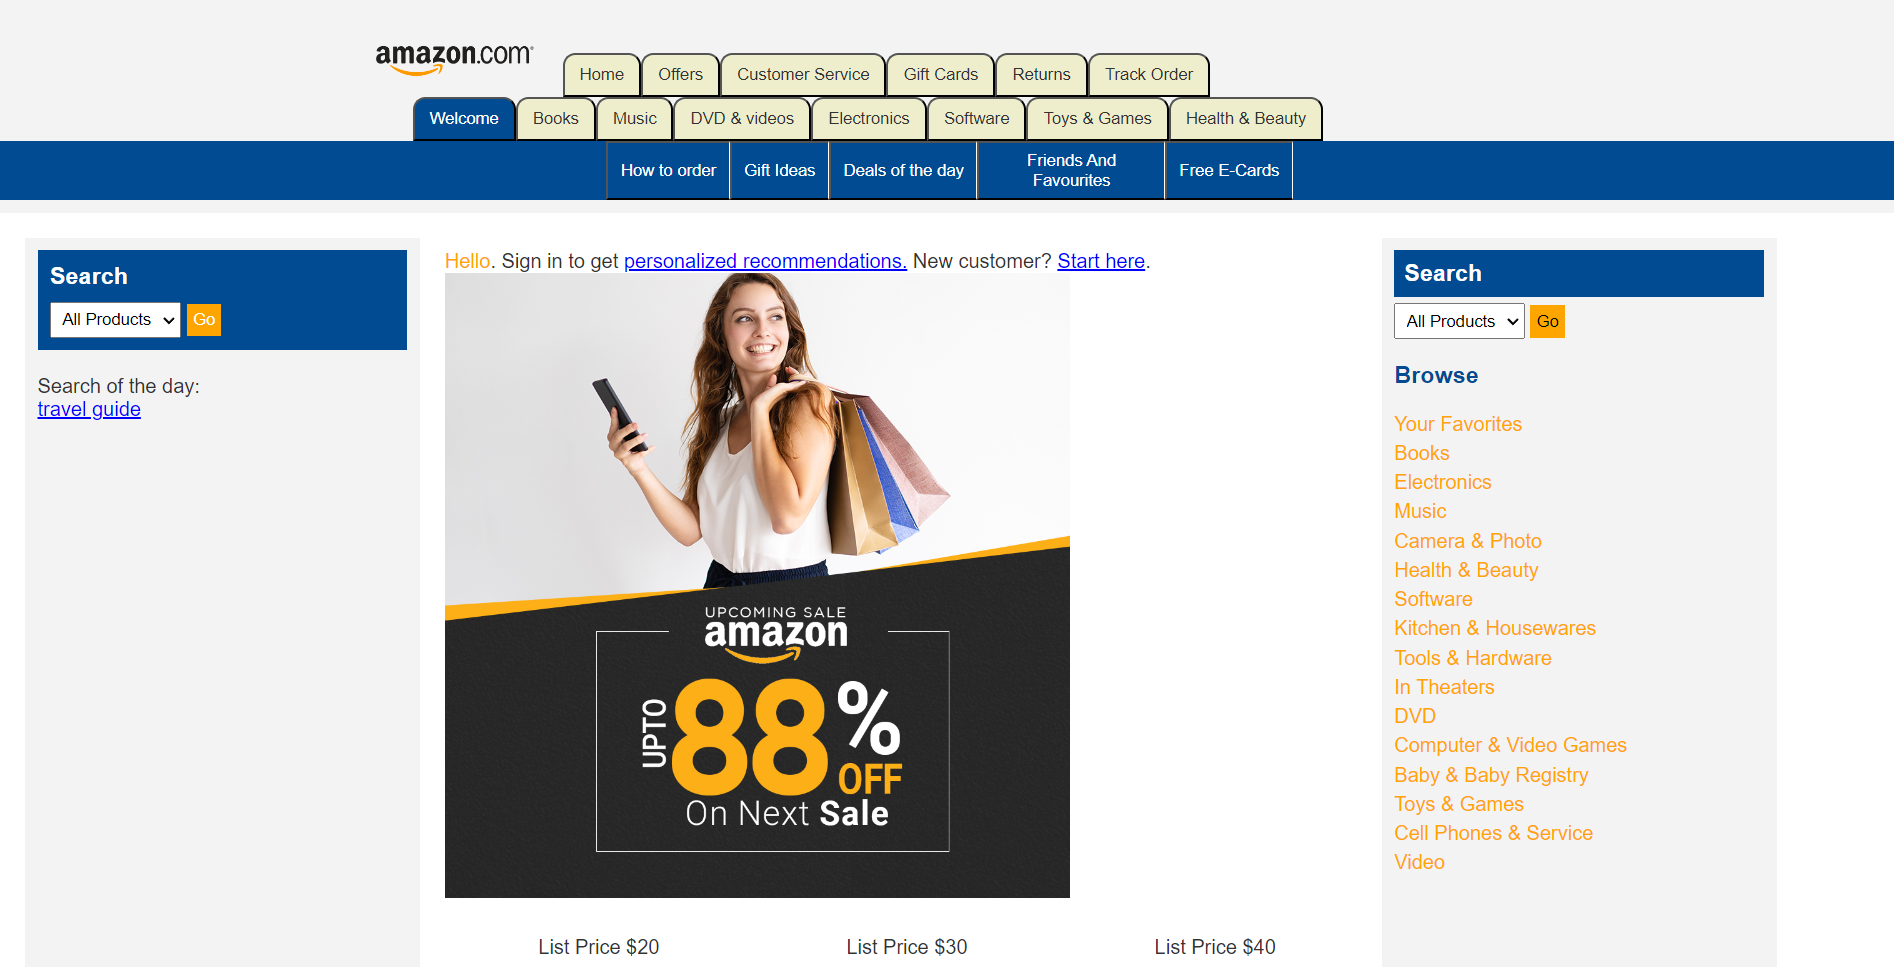 amazon.com
Home Offers Customer Service Gift Cards Returns Track Order
Welcome Books Music DVD & videos Electronics Software Toys & Games Health & Beauty
How to order Gift Ideas Deals of the day Friends And Favourites Free E-Cards
Search
All Products Go
Search of the day:
travel guide
Hello. Sign in to get personalized recommendations. New customer? Start here.
UPCOMING SALE
amazon
UPTO 88% OFF
On Next Sale
List Price $20 List Price $30 List Price $40
Search
All Products Go
Browse
Your Favorites
Books
Electronics
Music
Camera & Photo
Health & Beauty
Software
Kitchen & Housewares
Tools & Hardware
In Theaters
DVD
Computer & Video Games
Baby & Baby Registry
Toys & Games
Cell Phones & Service
Video